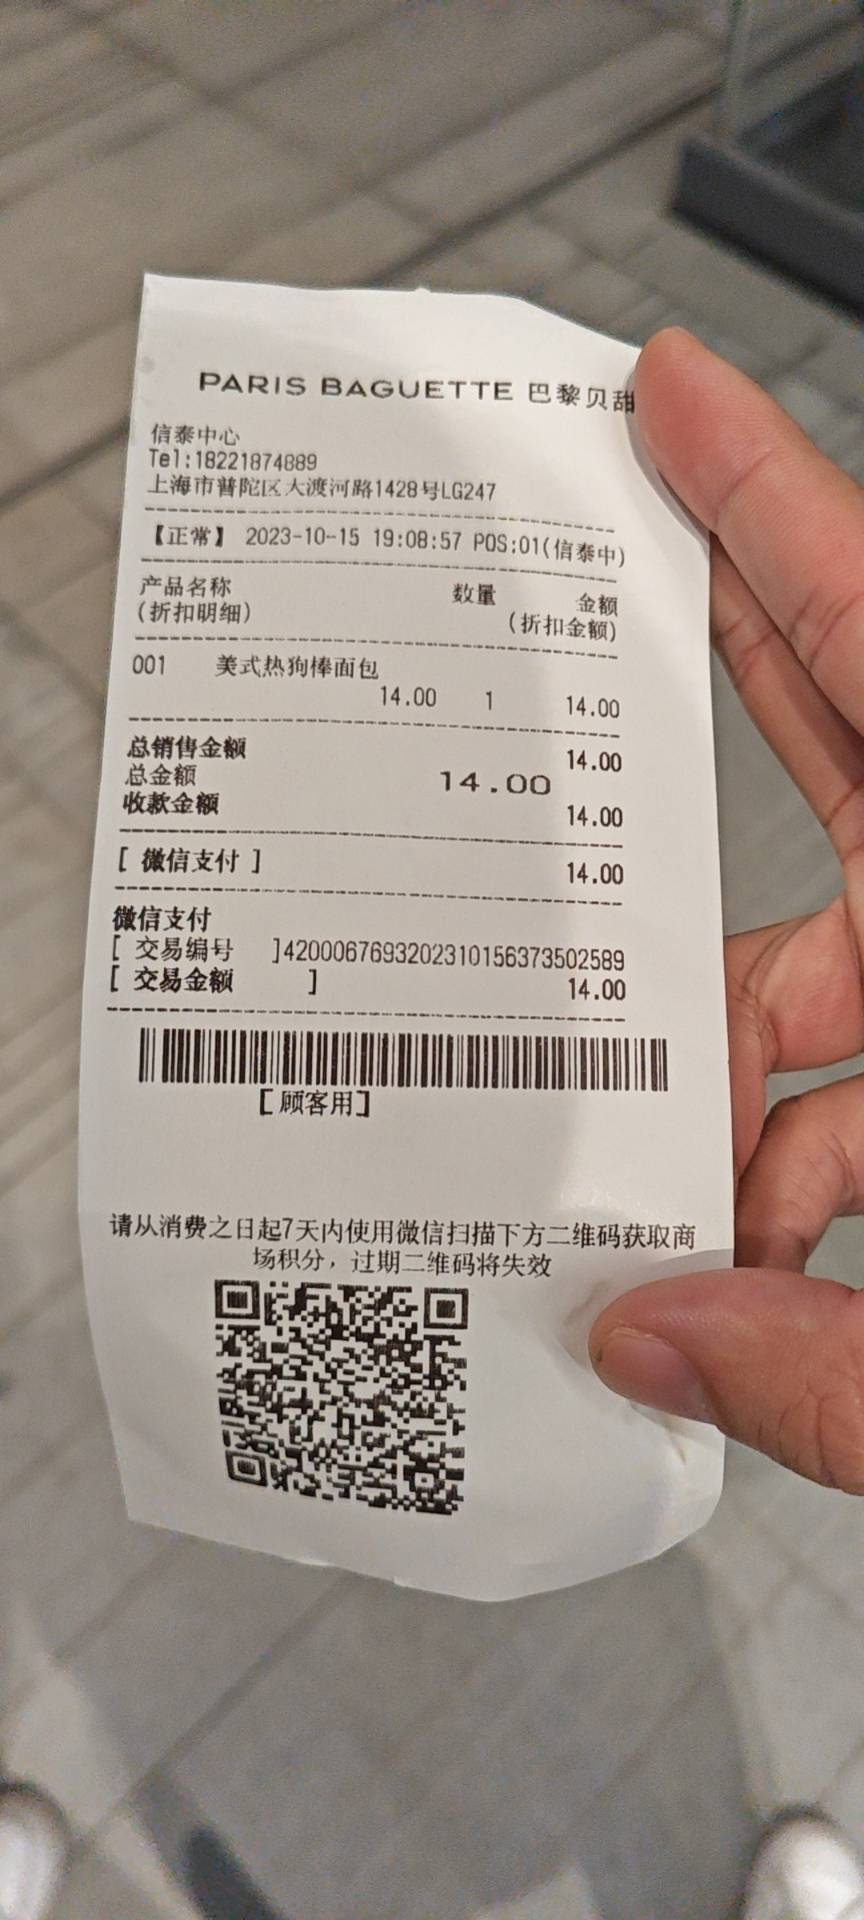 PARIS BAGUETTE 巴黎贝甜
信泰中心
Tel:18221874889
上海市普陀区大渡河路1428号LG247
【正常】 2023-10-15 19:08:57 POS:01(信泰中)
产品名称 数量 金额
(折扣明细) (折扣金额)
001 美式热狗棒面包
14.00 1 14.00
总销售金额 14.00
总金额 14.00
收款金额 14.00
[ 微信支付 ] 14.00
微信支付
[ 交易编号 ]4200067693202310156373502589
[ 交易金额 ] 14.00
[ 顾客用 ]
请从消费之日起7天内使用微信扫描下方二维码获取商
场积分，过期二维码将失效